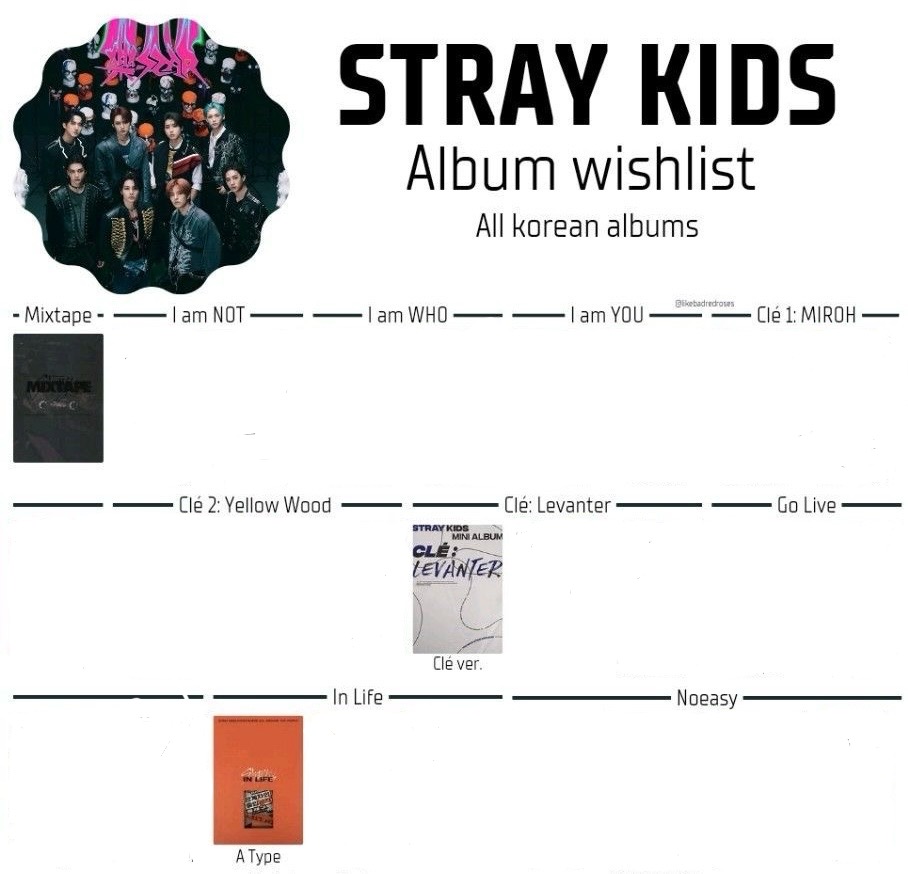 STRAY KIDS
Album wishlist
All korean albums
@likebadredroses
Mixtape
I am NOT
I am WHO
I am YOU
Clé 1: MIROH
MIXTAPE
Clé 2: Yellow Wood
Clé: Levanter
Go Live
STRAY KIDS
MINI ALBUM
CLÉ:
LEVANTER
Clé ver.
In Life
Noeasy
IN LIFE
A Type